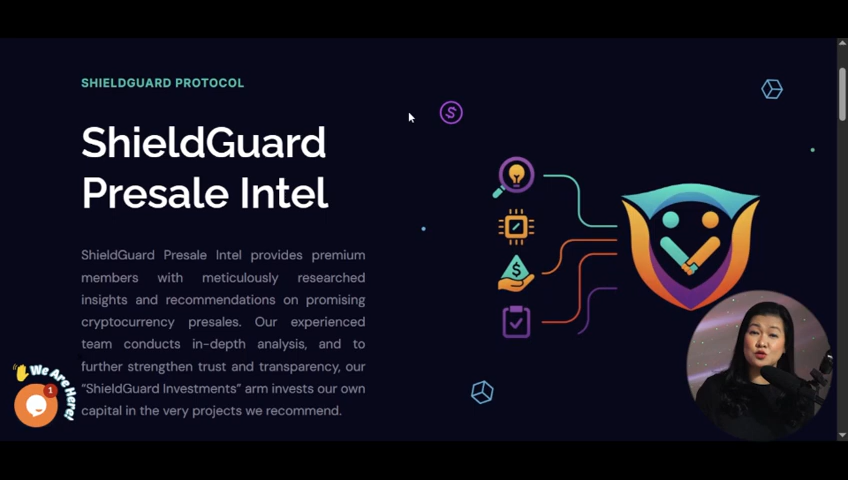 SHIELDGUARD PROTOCOL
ShieldGuard
Presale Intel
ShieldGuard Presale Intel provides premium
members with meticulously researched
insights and recommendations on promising
cryptocurrency presales. Our experienced
team conducts in-depth analysis, and to
further strengthen trust and transparency, our
"ShieldGuard Investments" arm invests our own
capital in the very projects we recommend.
We Are Here!
1